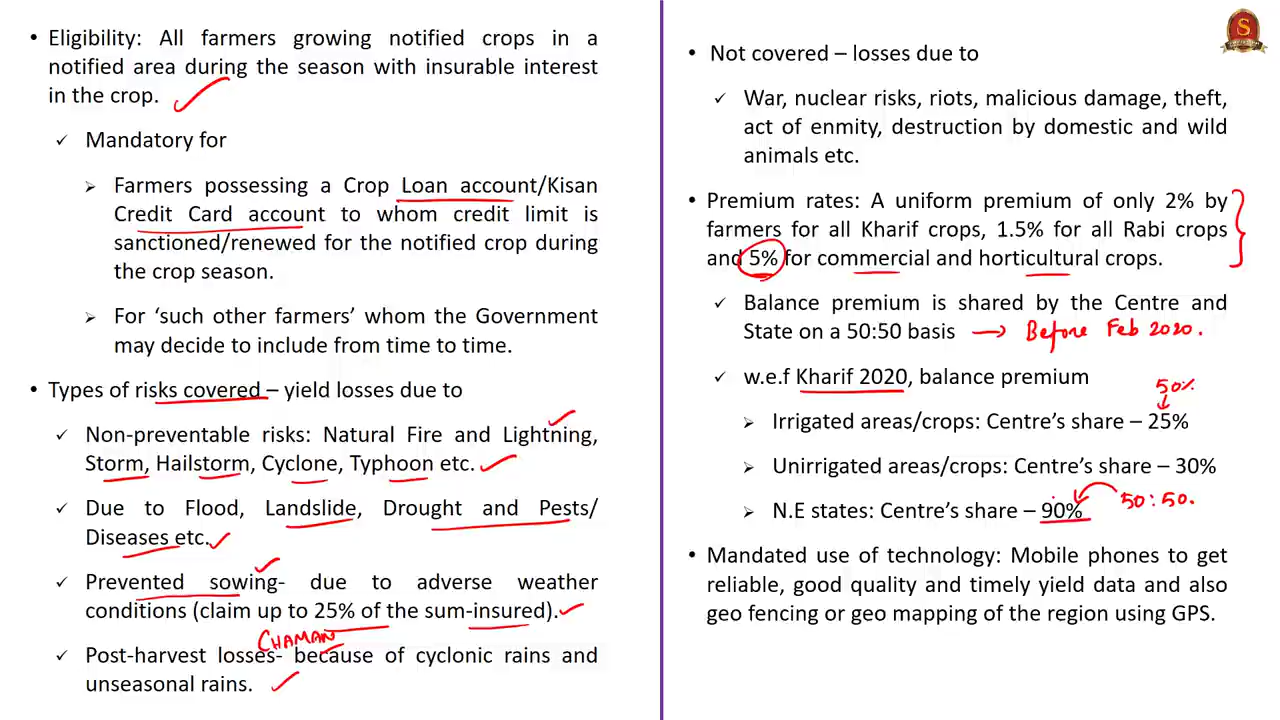 • Eligibility: All farmers growing notified crops in a
notified area during the season with insurable interest
in the crop.
✓ Mandatory for
➢ Farmers possessing a Crop Loan account/Kisan
Credit Card account to whom credit limit is
sanctioned/renewed for the notified crop during
the crop season.
➢ For ‘such other farmers’ whom the Government
may decide to include from time to time.
• Types of risks covered – yield losses due to
✓ Non-preventable risks: Natural Fire and Lightning,
Storm, Hailstorm, Cyclone, Typhoon etc.
✓ Due to Flood, Landslide, Drought and Pests/
Diseases etc.
✓ Prevented sowing- due to adverse weather
conditions (claim up to 25% of the sum-insured).
CHAMAN
✓ Post-harvest losses- because of cyclonic rains and
unseasonal rains.
S
• Not covered – losses due to
✓ War, nuclear risks, riots, malicious damage, theft,
act of enmity, destruction by domestic and wild
animals etc.
• Premium rates: A uniform premium of only 2% by
farmers for all Kharif crops, 1.5% for all Rabi crops
and 5% for commercial and horticultural crops.
✓ Balance premium is shared by the Centre and
State on a 50:50 basis → Before Feb 2020.
✓ w.e.f Kharif 2020, balance premium
50%
➢ Irrigated areas/crops: Centre’s share – 25%
➢ Unirrigated areas/crops: Centre’s share – 30%
➢ N.E states: Centre’s share – 90% 50:50.
• Mandated use of technology: Mobile phones to get
reliable, good quality and timely yield data and also
geo fencing or geo mapping of the region using GPS.